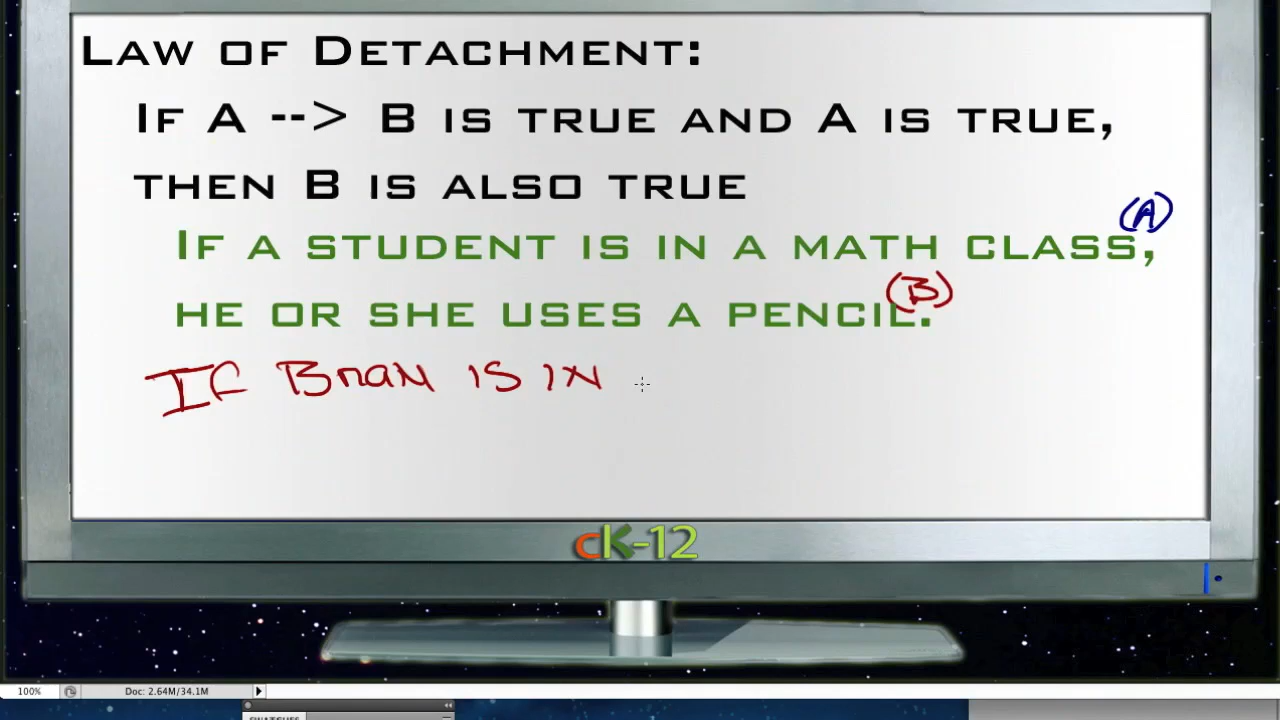 Law of Detachment:
If A --> B is true and A is true,
then B is also true
(A)
If a student is in a math class,
(B)
he or she uses a pencil.
If Brian is in
cK-12
100%
Doc: 2.64M/34.1M
SWATCHES